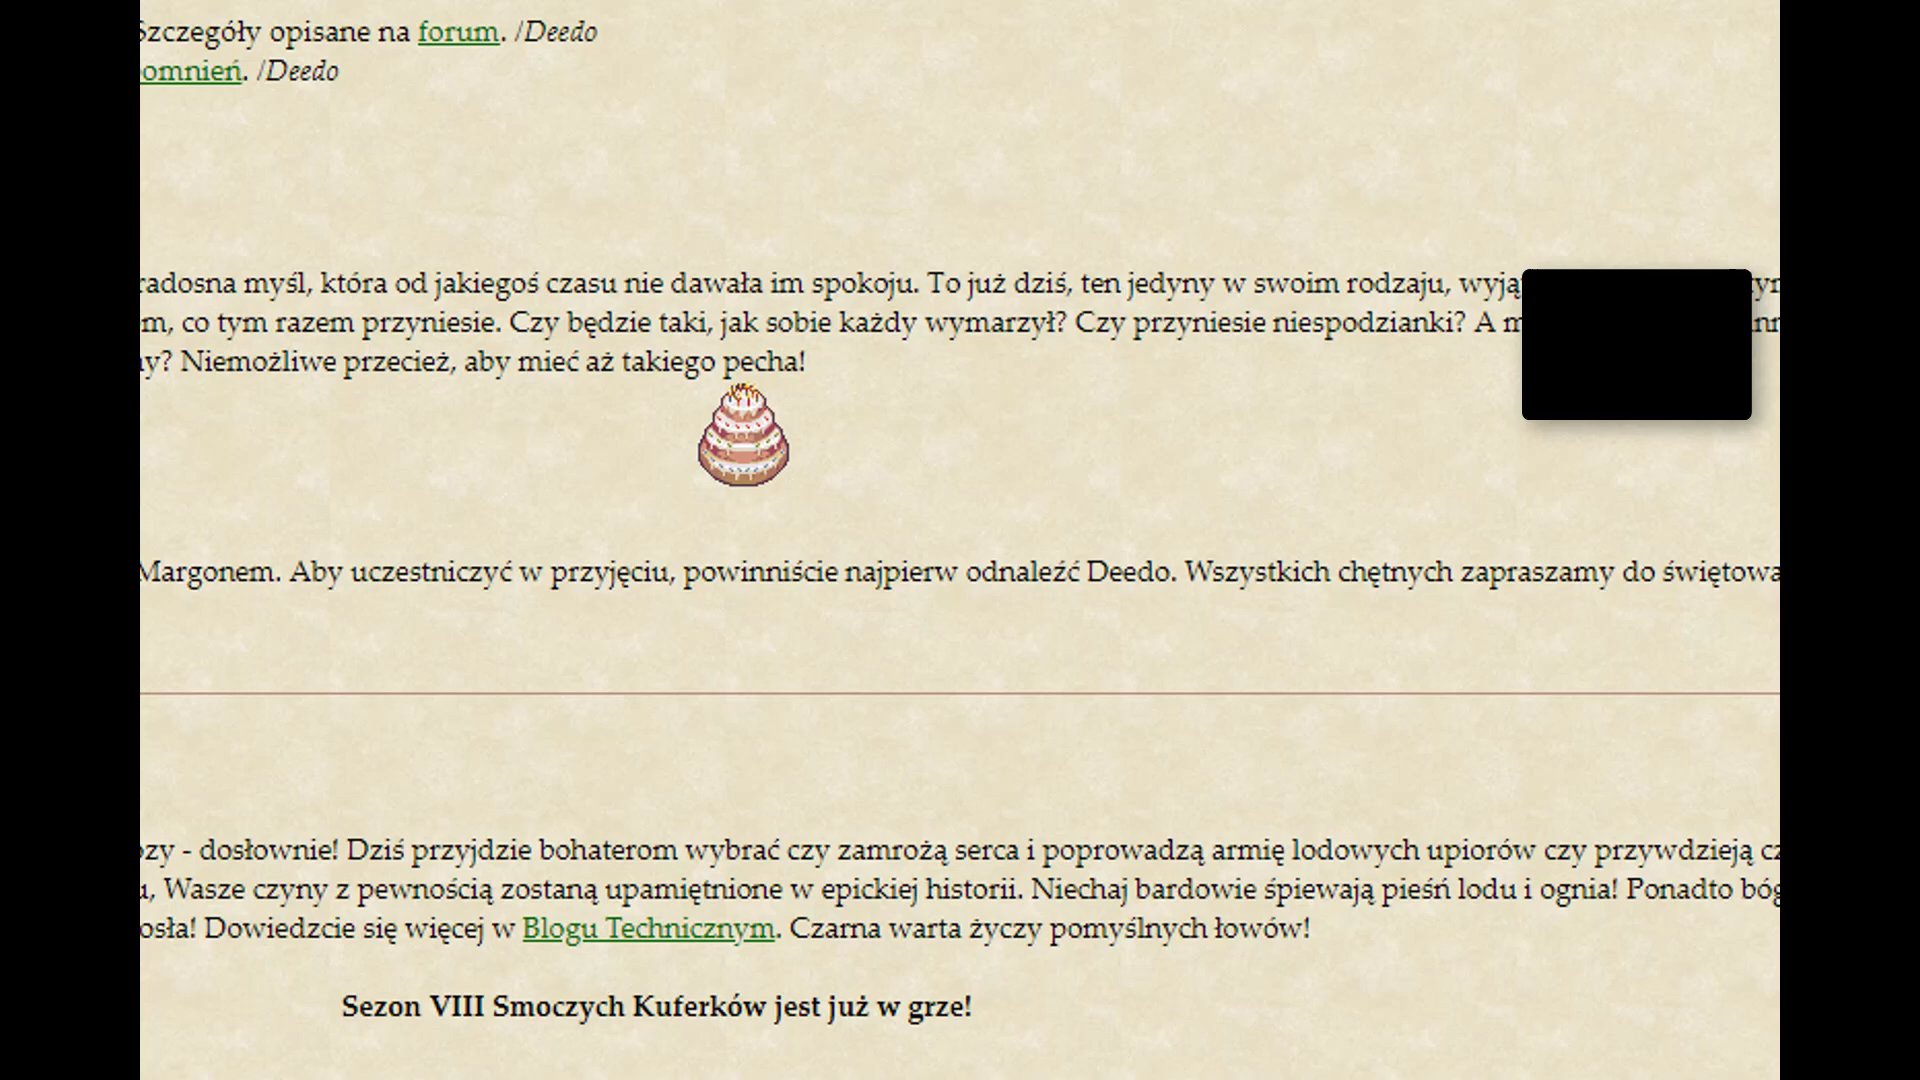 Szczegóły opisane na forum. /Deedo
/Deedo
radosna myśl, która od jakiegoś czasu nie dawała im spokoju. To już dziś, ten jedyny w swoim rodzaju,
co tym razem przyniesie. Czy będzie taki, jak sobie każdy wymarzył? Czy przyniesie niespodzianki? A
Niemożliwe przecież, aby mieć aż takiego pecha!
Margonem. Aby uczestniczyć w przyjęciu, powinniście najpierw odnaleźć Deedo. Wszystkich chętnych zapraszamy do
- dosłownie! Dziś przyjdzie bohaterom wybrać czy zamrożą serca i poprowadzą armię lodowych upiorów czy przywdzieją
Wasze czyny z pewnością zostaną upamiętnione w epickiej historii. Niechaj bardowie śpiewają pieśń lodu i ognia! Ponadto
Dowiedzcie się więcej w Blogu Technicznym. Czarna warta życzy pomyślnych łowów!
Sezon VIII Smoczych Kuferków jest już w grze!